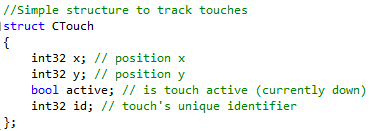 //Simple structure to track touches
struct CTouch
{
    int32 x; // position x
    int32 y; // position y
    bool active; // is touch active (currently down)
    int32 id; // touch's unique identifier
};